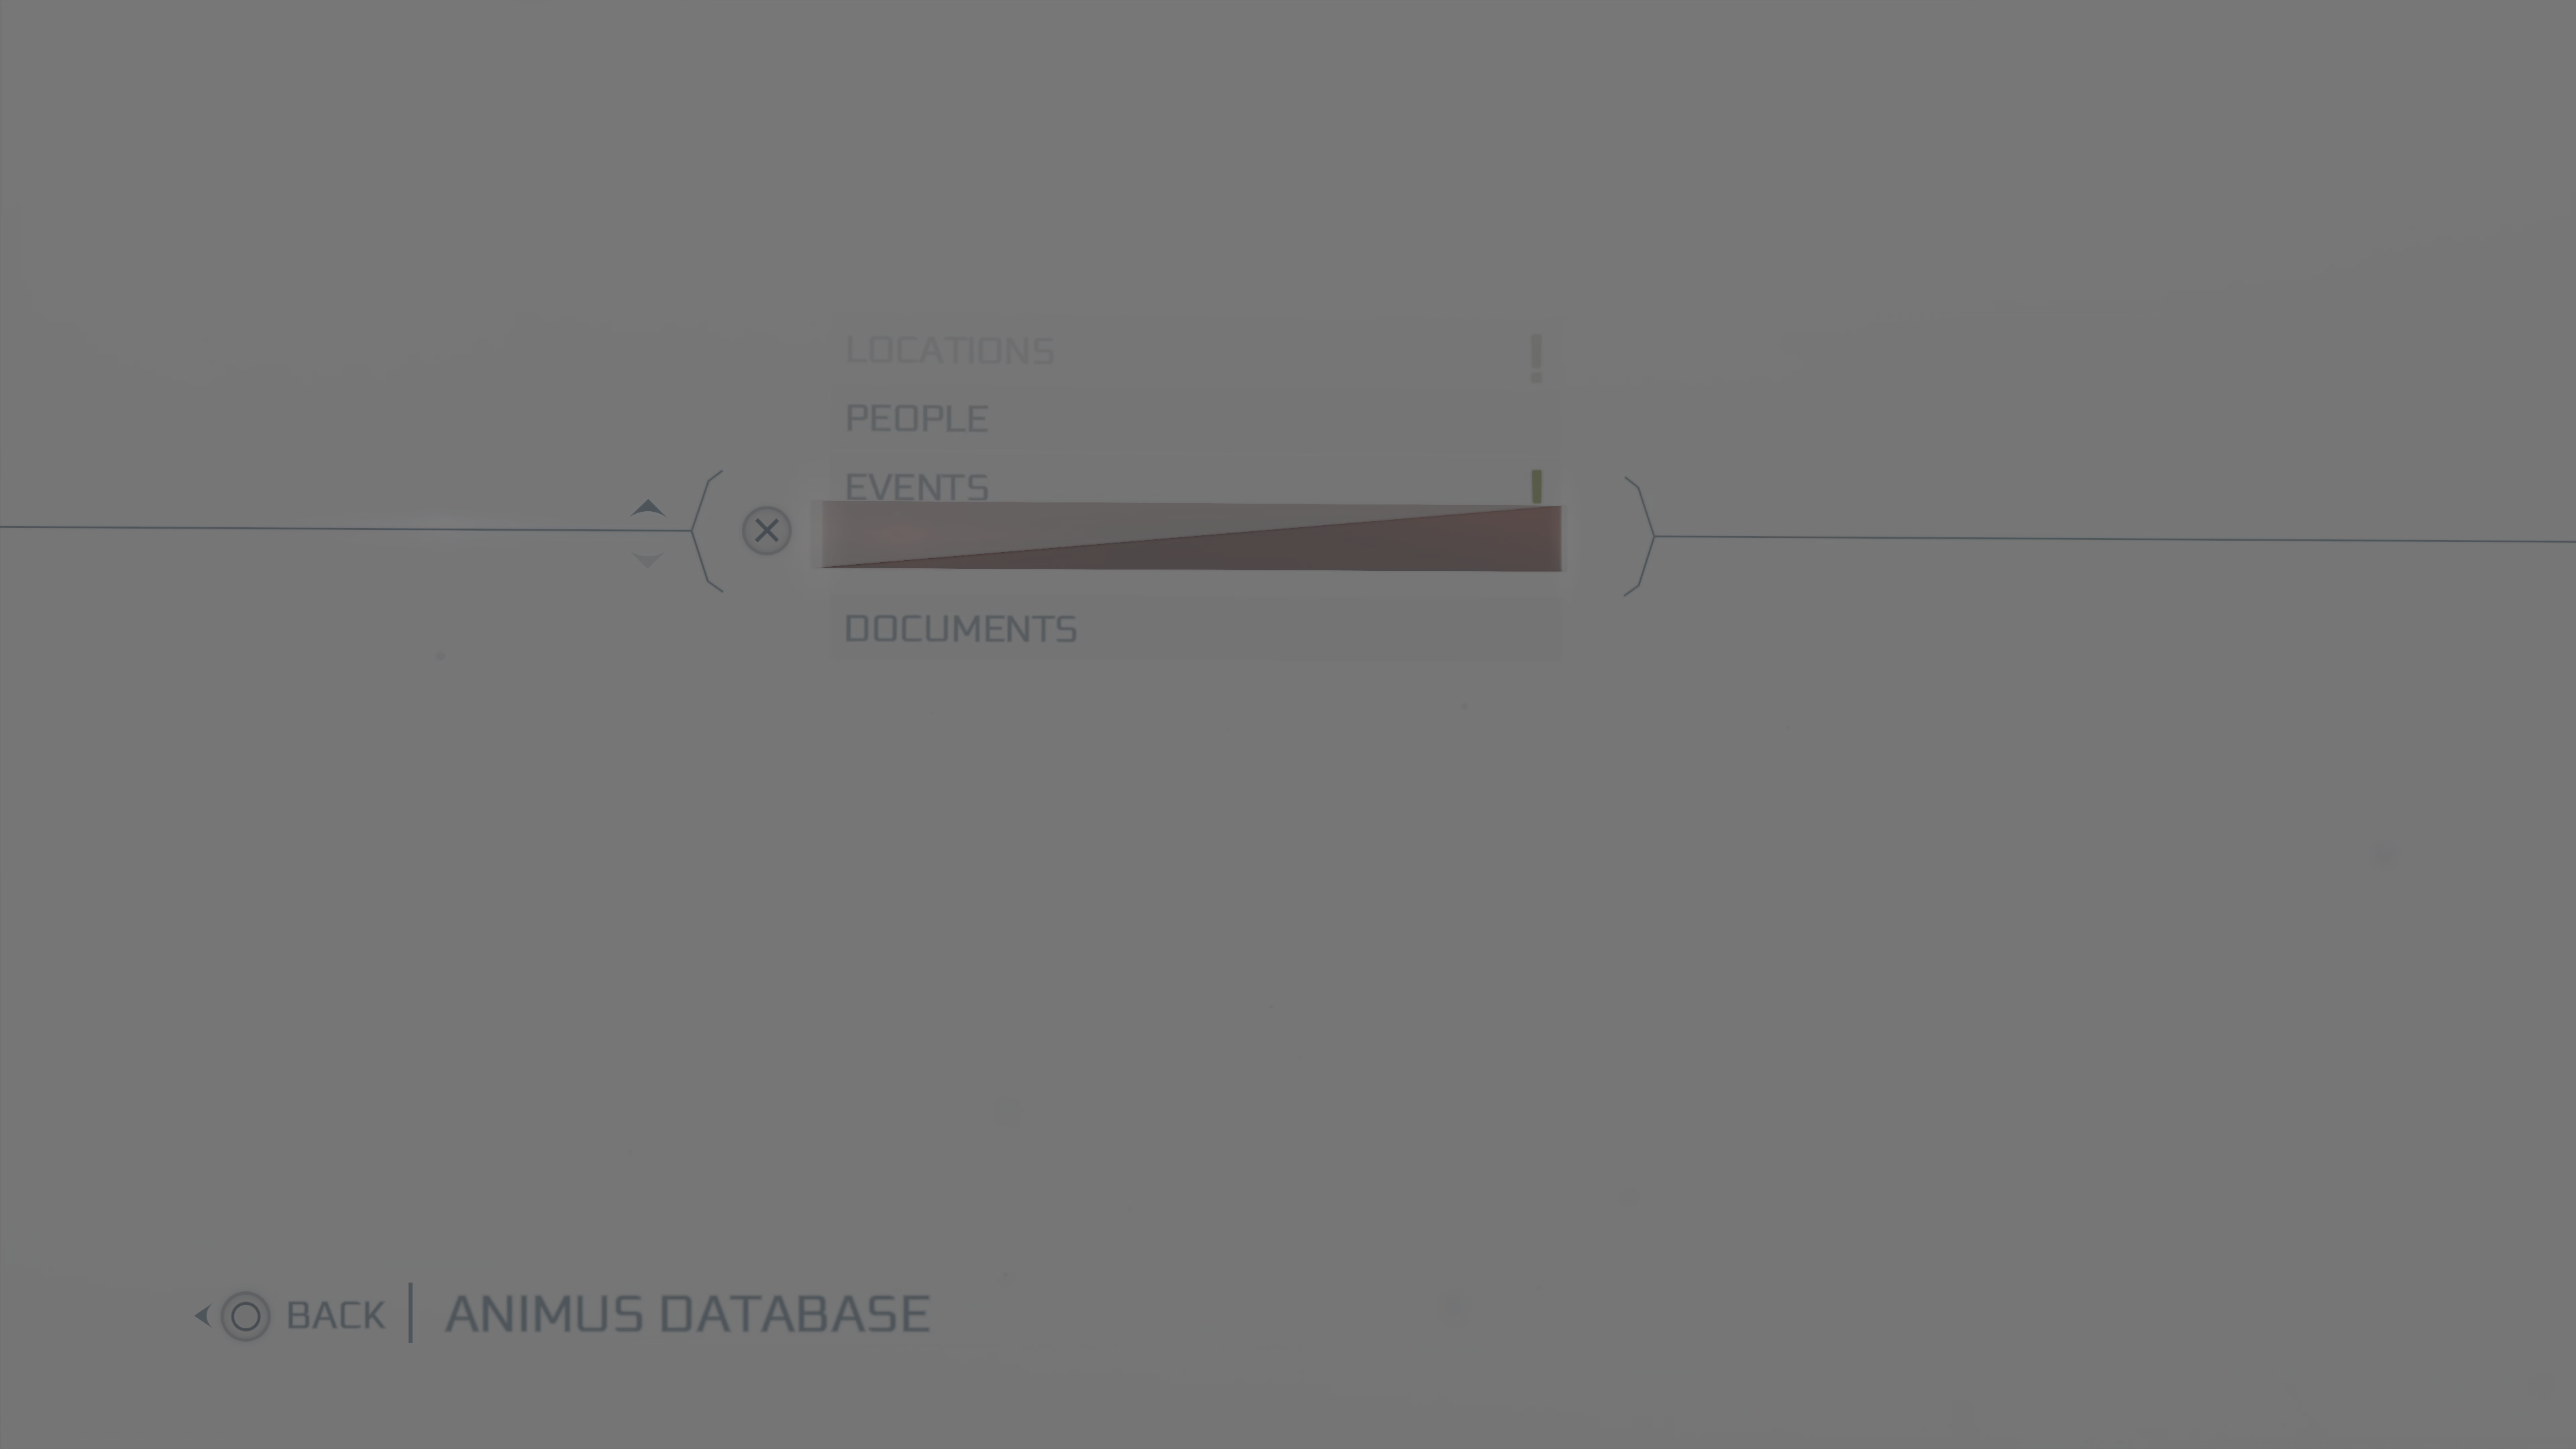 LOCATIONS !
PEOPLE
EVENTS !
DOCUMENTS
BACK | ANIMUS DATABASE